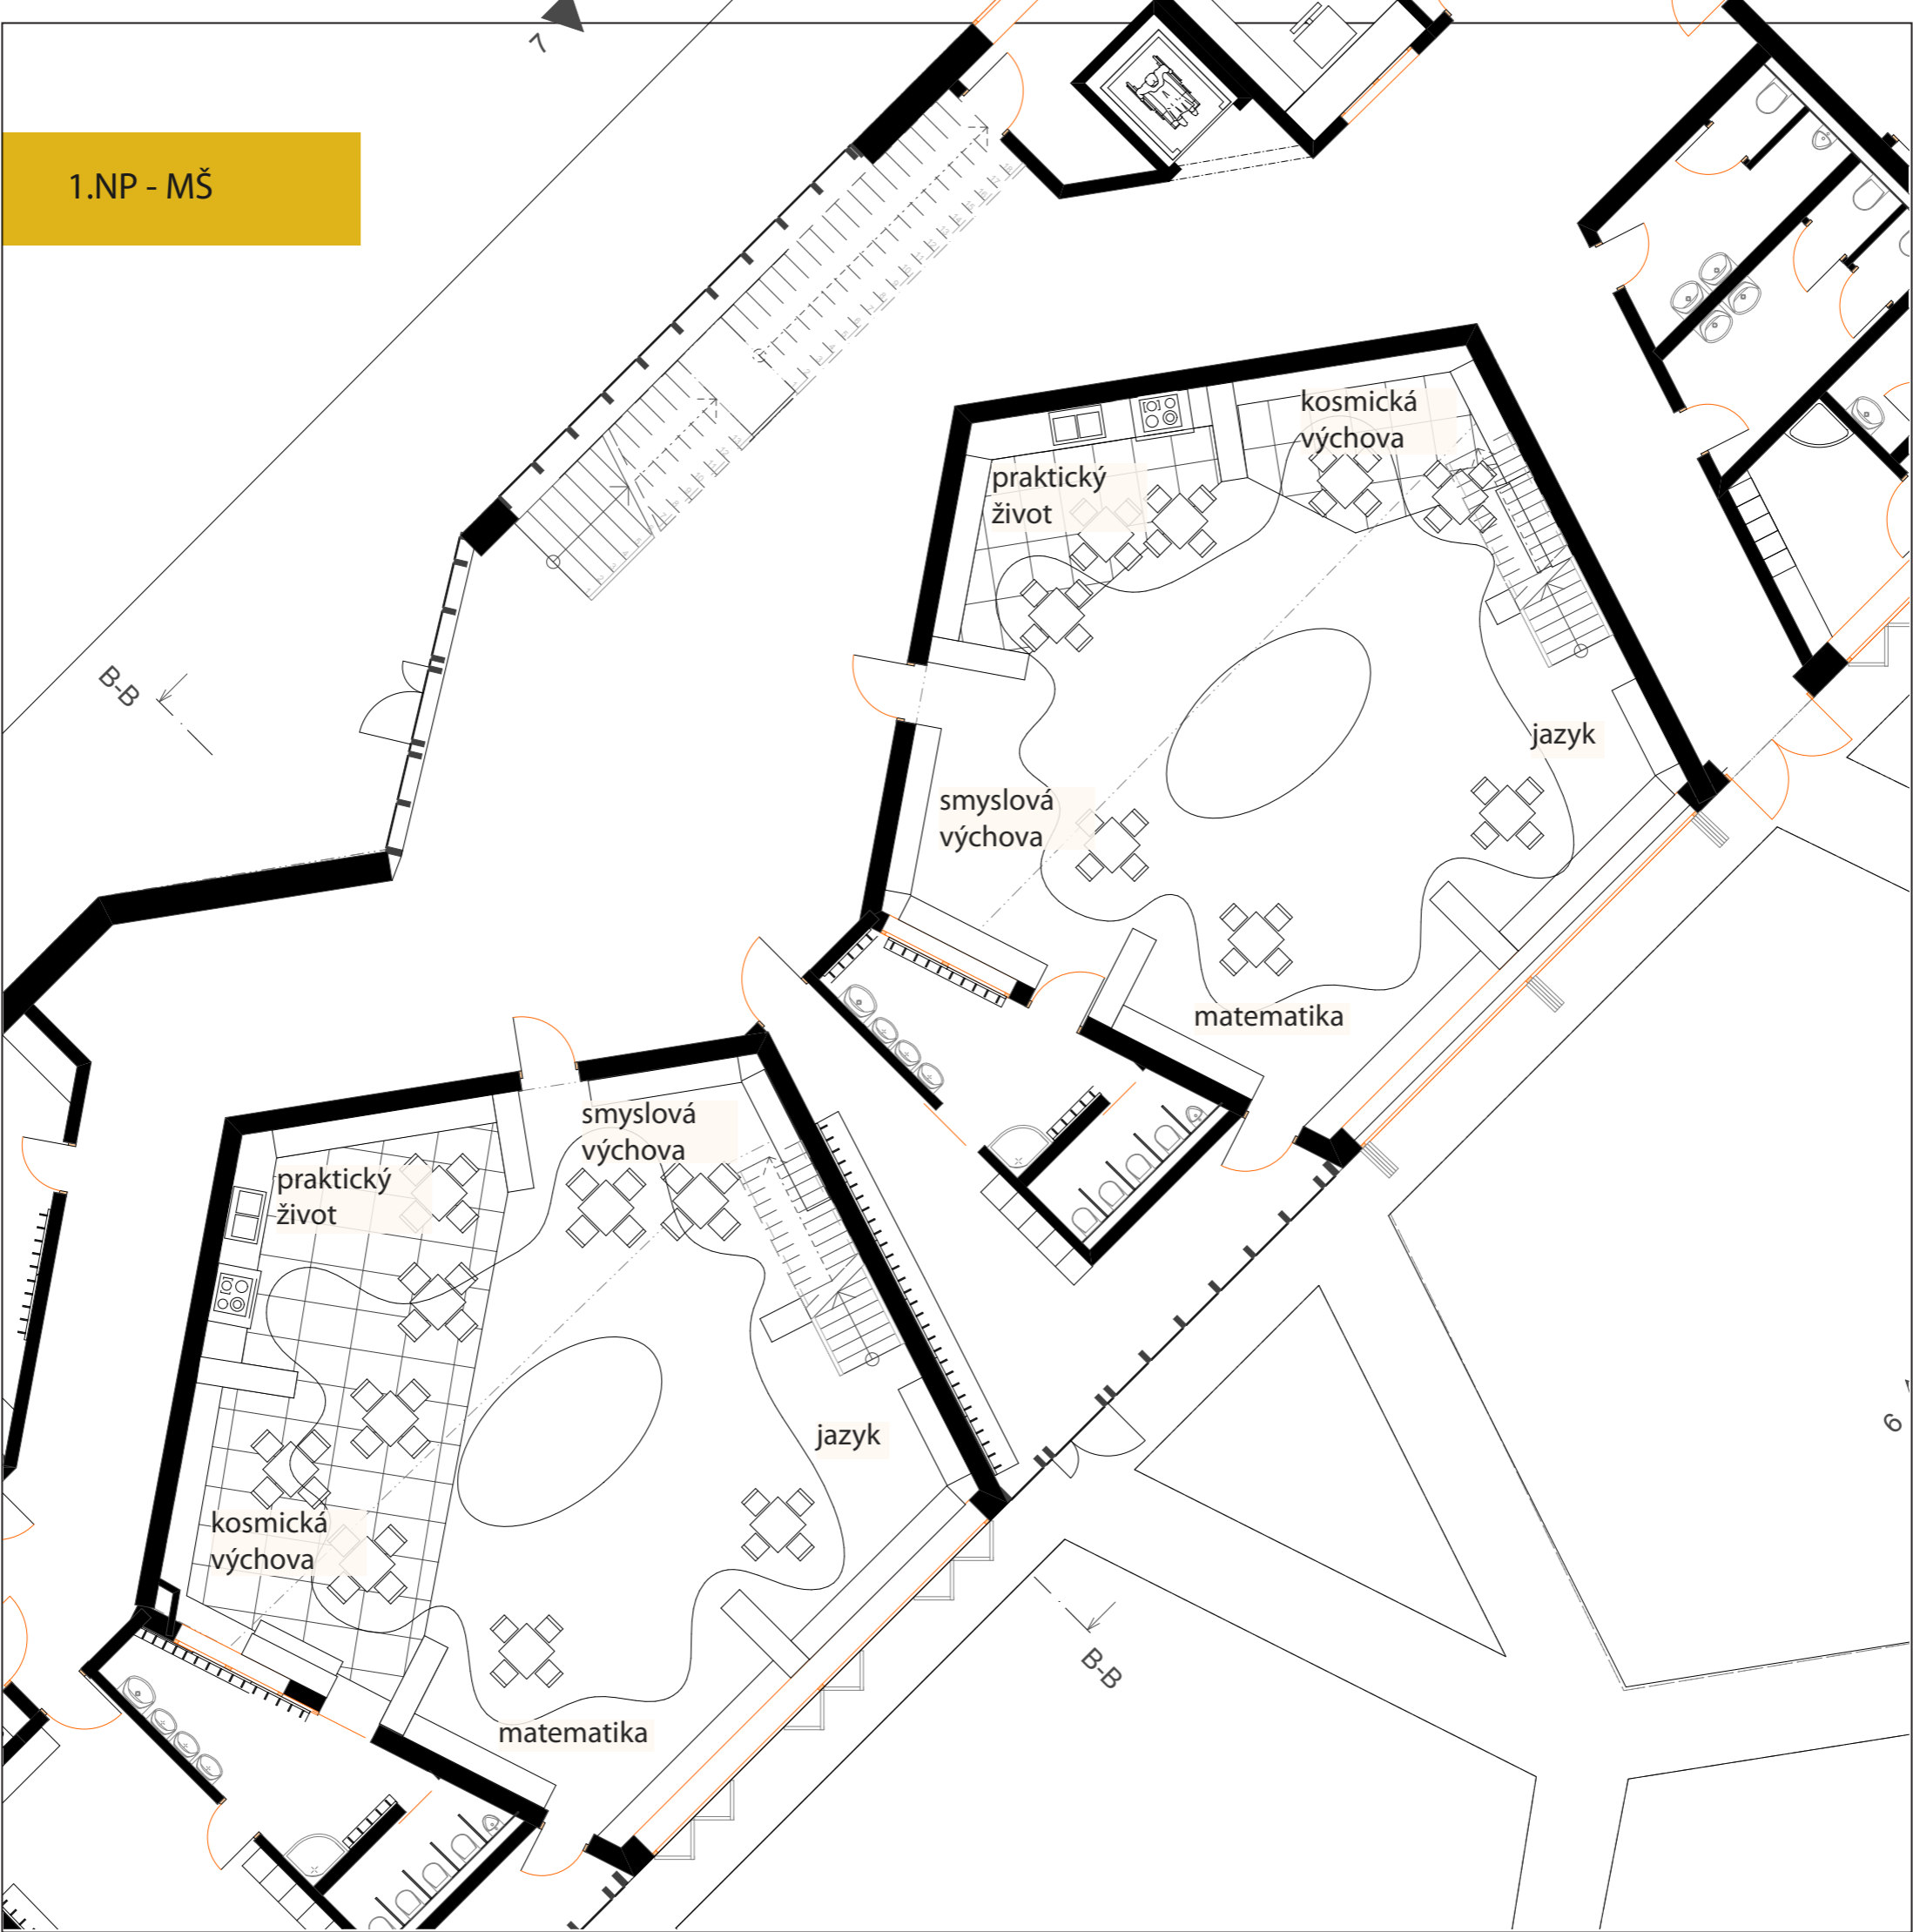 7
1.NP - MŠ
kosmická
výchova
praktický
život
B-B
jazyk
smyslová
výchova
matematika
smyslová
výchova
praktický
život
jazyk
6
kosmická
výchova
B-B
matematika